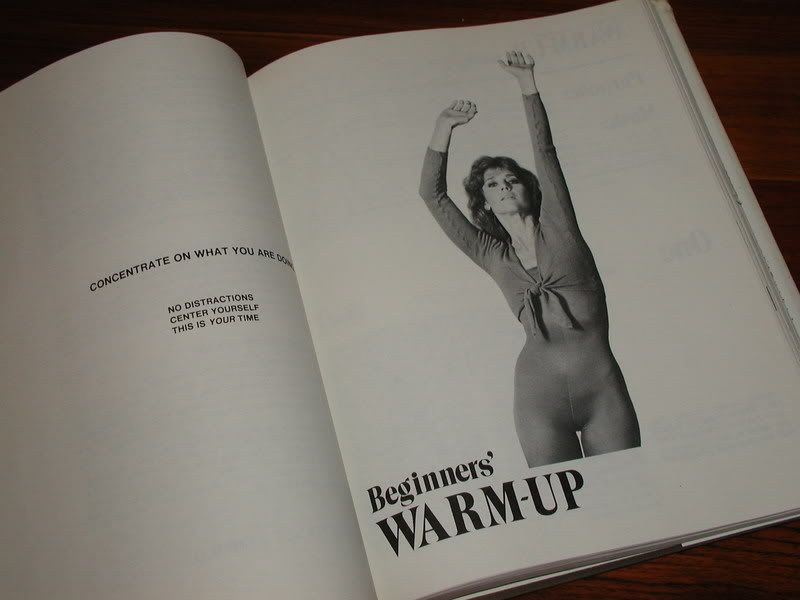 CONCENTRATE ON WHAT YOU ARE DOING
NO DISTRACTIONS
CENTER YOURSELF
THIS IS YOUR TIME
Beginners'
WARM-UP